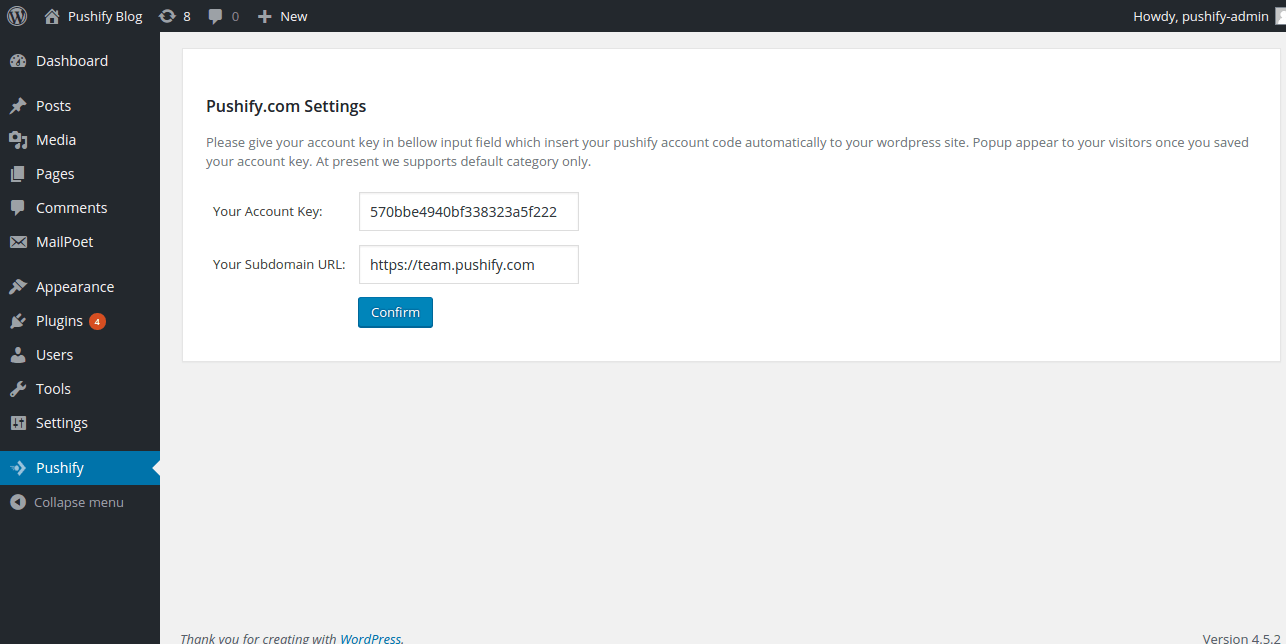 Pushify Blog 8 0 New Howdy, pushify-admin
Dashboard
Posts
Media
Pages
Comments
MailPoet
Appearance
Plugins 4
Users
Tools
Settings
Pushify
Collapse menu
Pushify.com Settings
Please give your account key in bellow input field which insert your pushify account code automatically to your wordpress site. Popup appear to your visitors once you saved
your account key. At present we supports default category only.
Your Account Key: 570bbe4940bf338323a5f222
Your Subdomain URL: https://team.pushify.com
Confirm
Thank you for creating with WordPress. Version 4.5.2